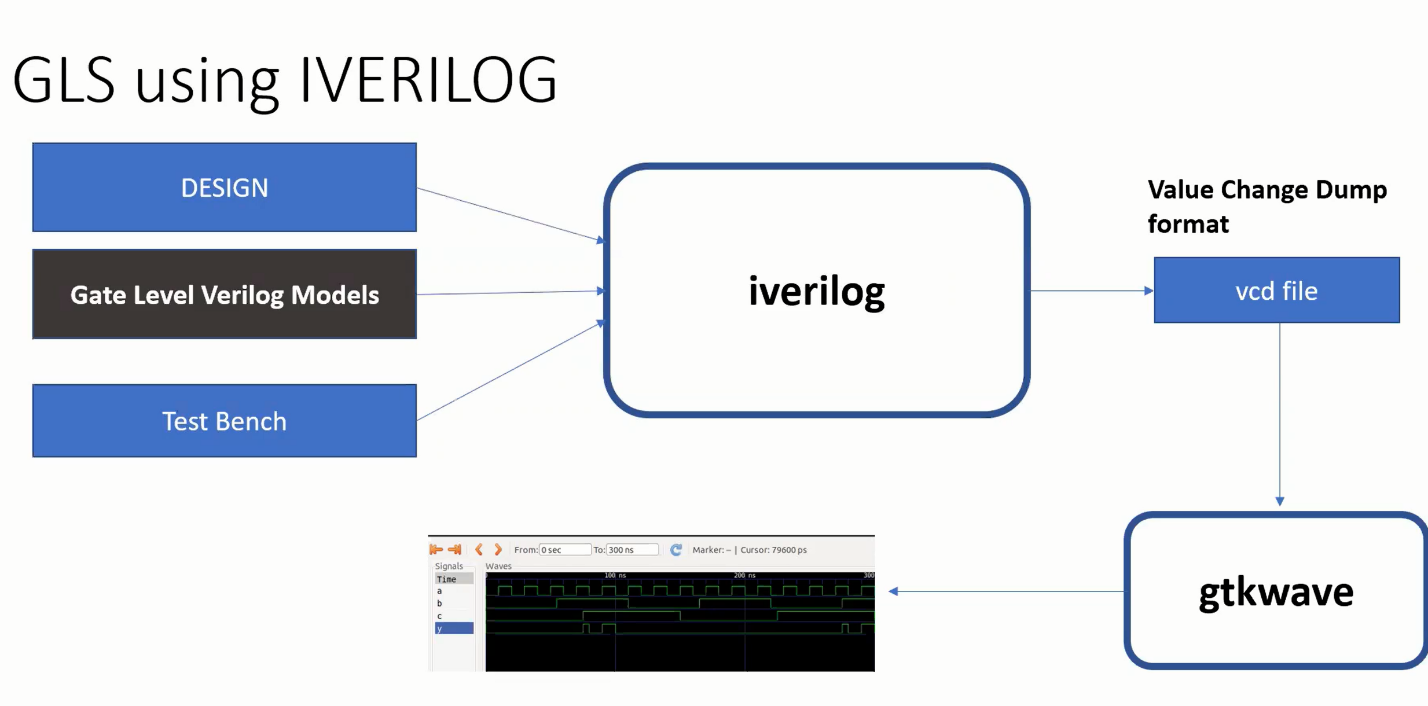 GLS using IVERILOG
DESIGN
Gate Level Verilog Models
Test Bench
iverilog
Value Change Dump
format
vcd file
gtkwave
From: 0 sec To: 300 ns Marker: -- | Cursor: 79600 ps
Signals Waves
Time 100 ns 200 ns 300
a
b
c
y